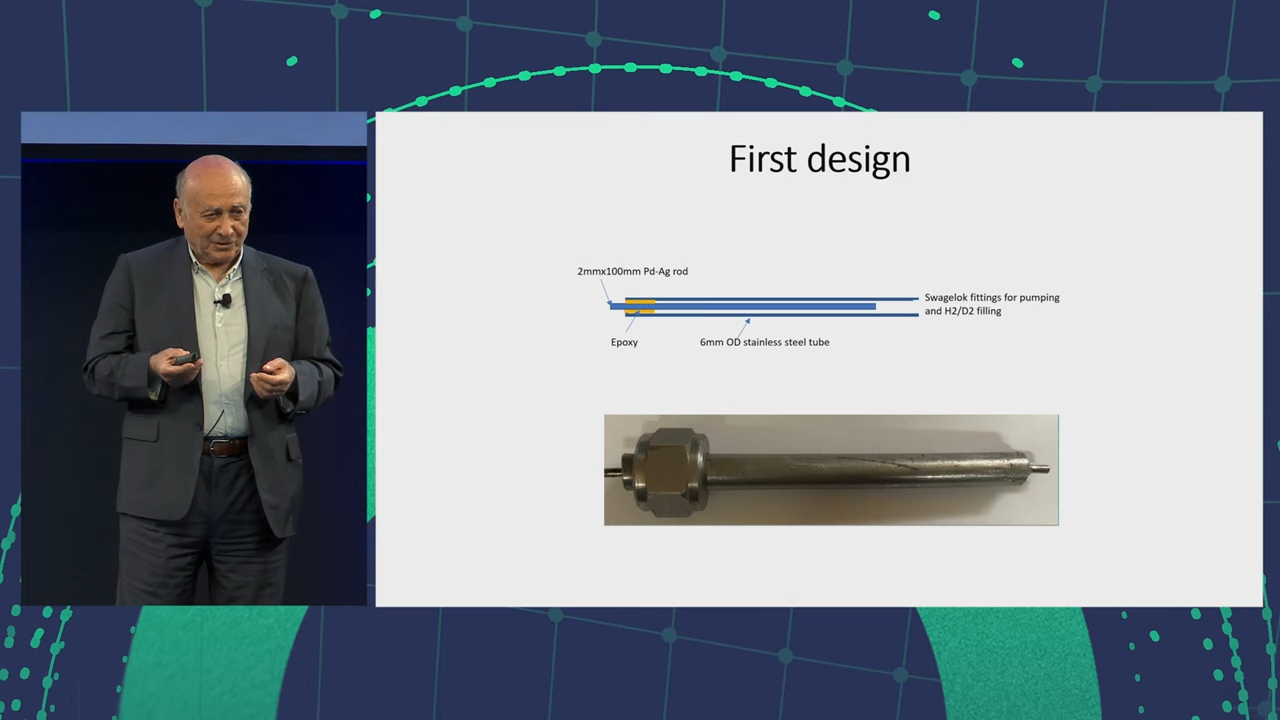 First design
2mmx100mm Pd-Ag rod
Swagelok fittings for pumping
and H2/D2 filling
Epoxy
6mm OD stainless steel tube